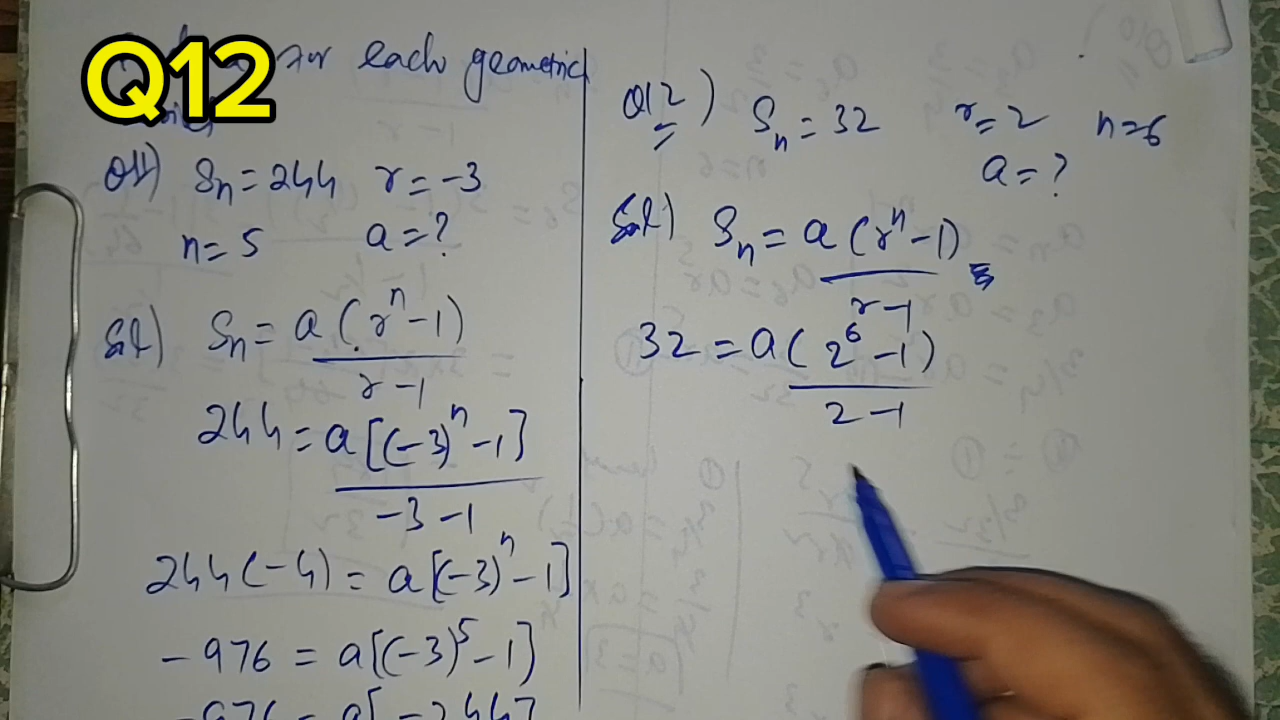 Q12
for each geometric
Q11) Sn = 244 r = -3
n = 5 a = ?
Sol) Sn = a (r^n - 1)
r - 1
244 = a [(-3)^n - 1]
-3 - 1
244 (-4) = a [(-3)^n - 1]
-976 = a [(-3)^5 - 1]
Q12) Sn = 32 r = 2 n = 6
a = ?
Sol) Sn = a (r^n - 1)
r - 1
32 = a ( 2^6 - 1)
2 - 1